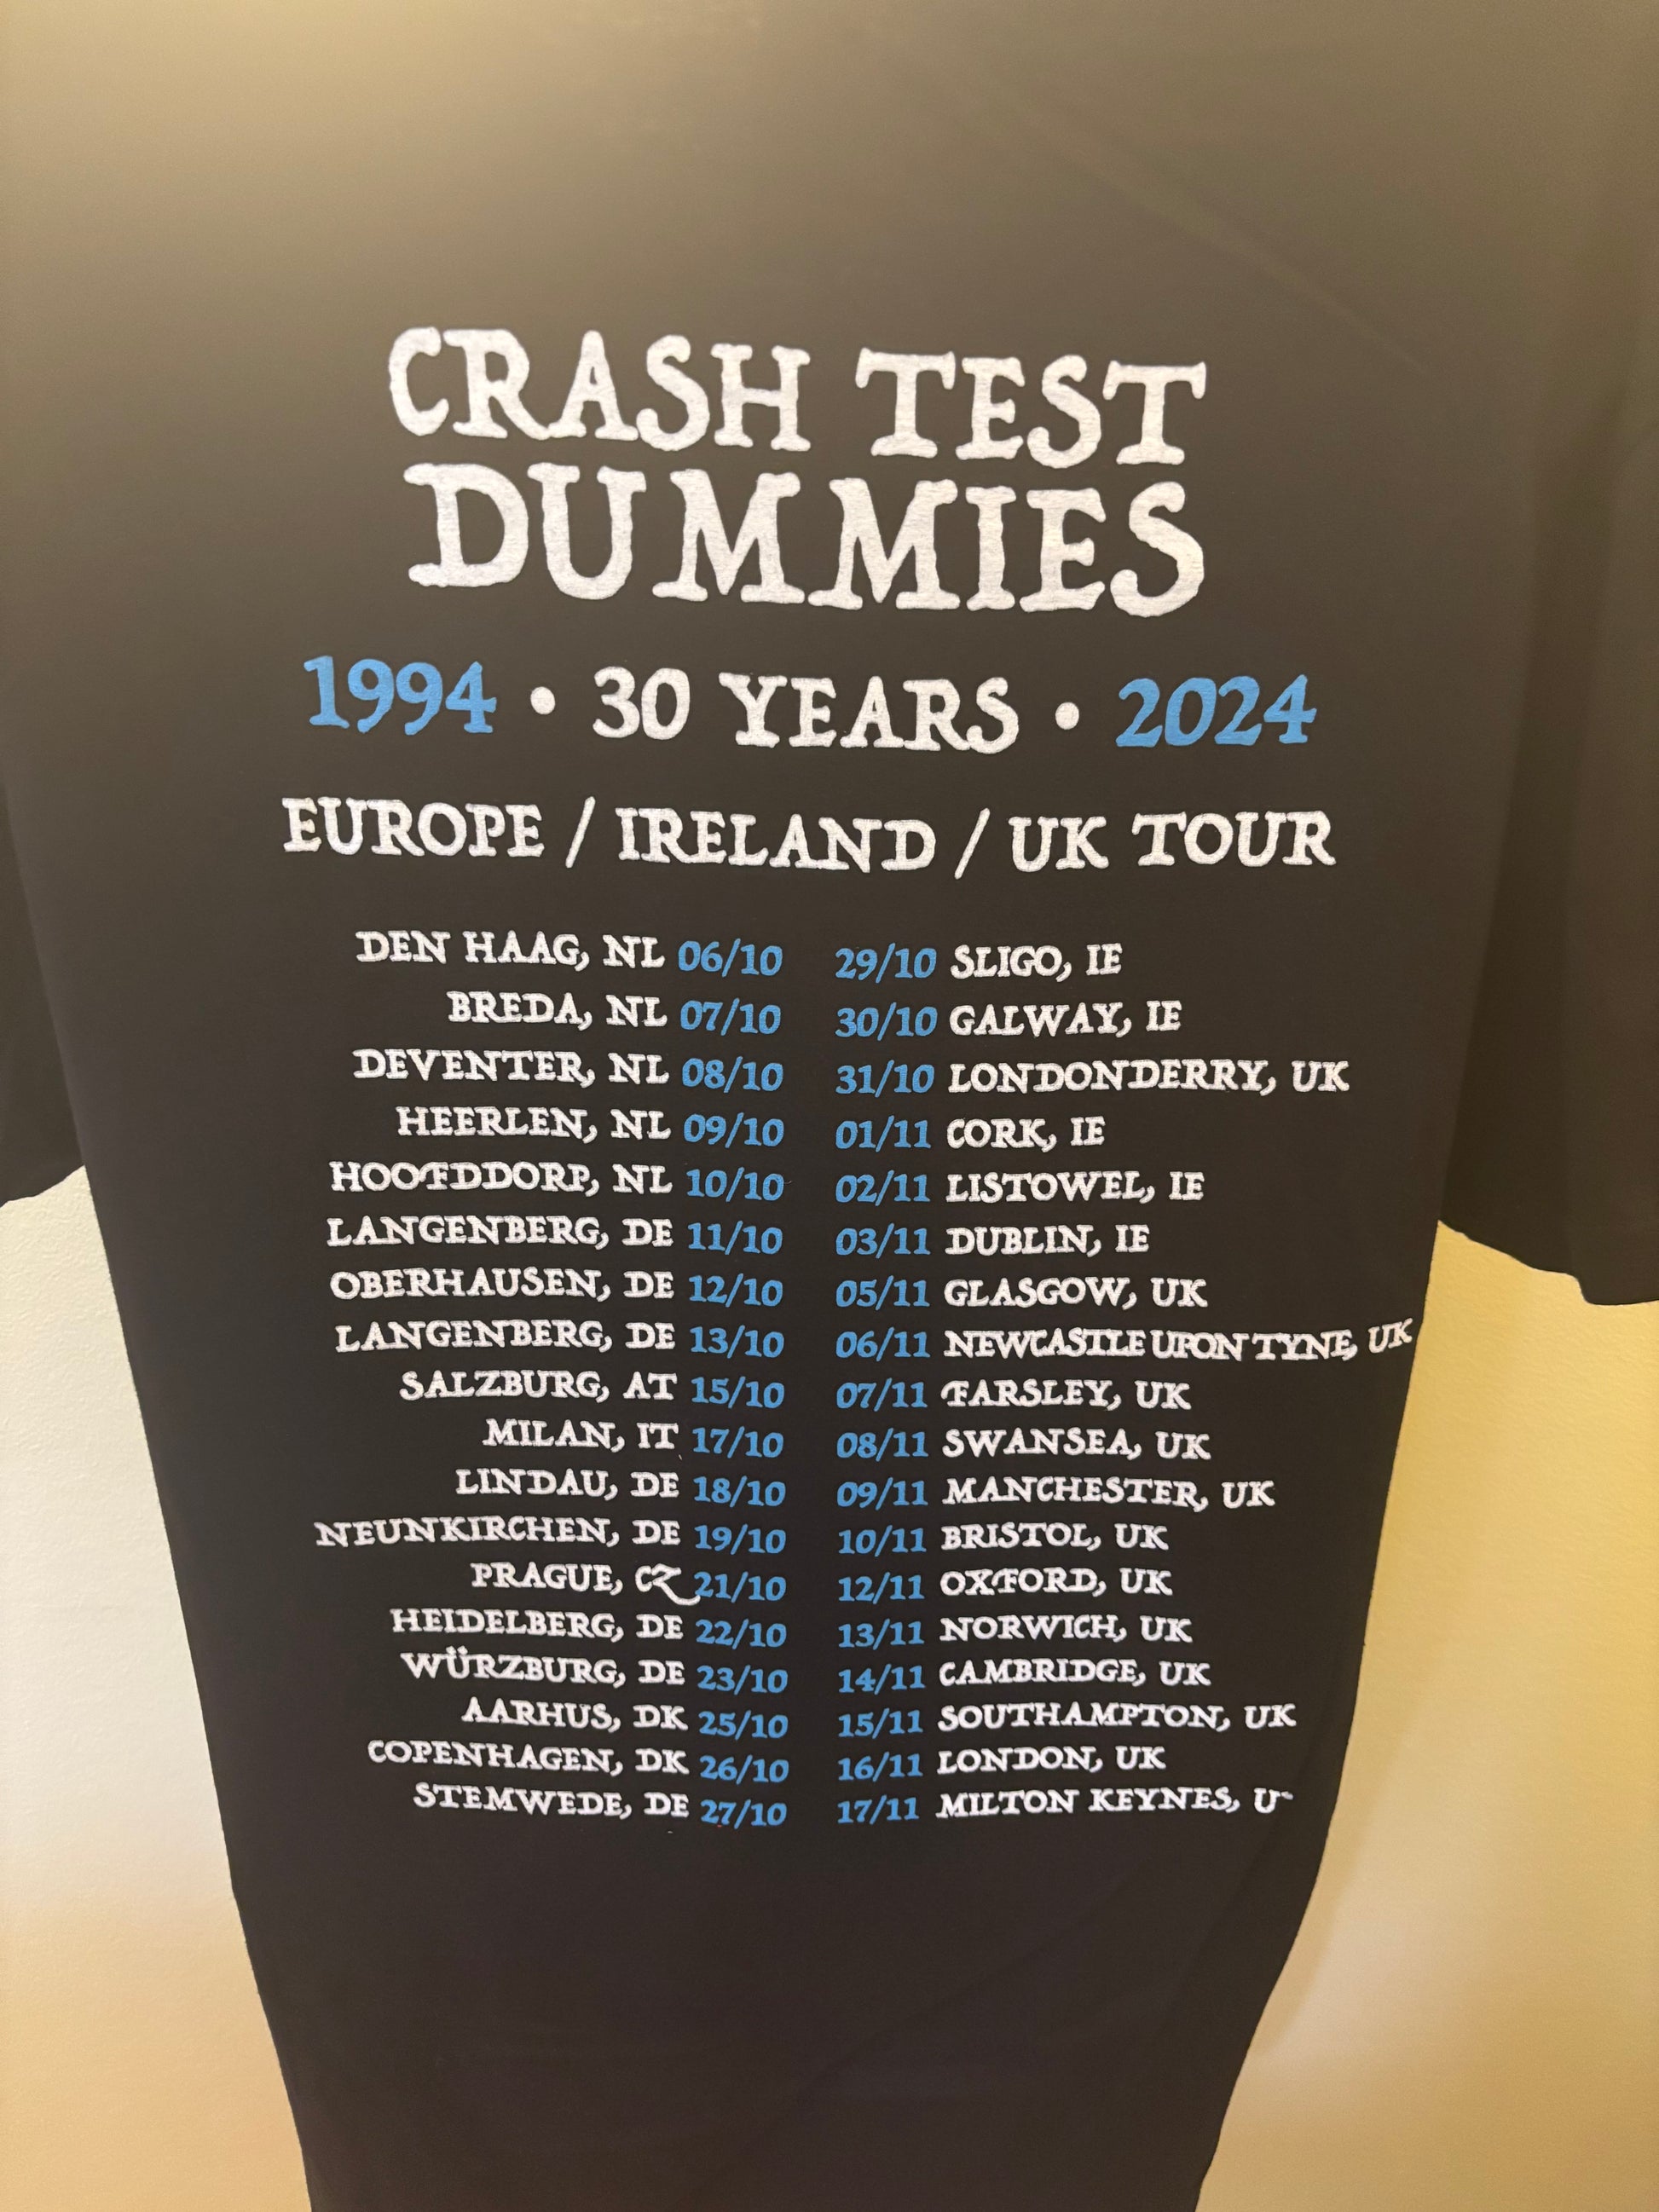 CRASH TEST
DUMMIES
1994 • 30 YEARS • 2024
EUROPE / IRELAND / UK TOUR
DEN HAAG, NL 06/10
BREDA, NL 07/10
DEVENTER, NL 08/10
HEERLEN, NL 09/10
HOOFDDORP, NL 10/10
LANGENBERG, DE 11/10
OBERHAUSEN, DE 12/10
LANGENBERG, DE 13/10
SALZBURG, AT 15/10
MILAN, IT 17/10
LINDAU, DE 18/10
NEUNKIRCHEN, DE 19/10
PRAGUE, CZ 21/10
HEIDELBERG, DE 22/10
WÜRZBURG, DE 23/10
AARHUS, DK 25/10
COPENHAGEN, DK 26/10
STEMWEDE, DE 27/10
29/10 SLIGO, IE
30/10 GALWAY, IE
31/10 LONDONDERRY, UK
01/11 CORK, IE
02/11 LISTOWEL, IE
03/11 DUBLIN, IE
05/11 GLASGOW, UK
06/11 NEWCASTLE UPON TYNE, UK
07/11 FARSLEY, UK
08/11 SWANSEA, UK
09/11 MANCHESTER, UK
10/11 BRISTOL, UK
12/11 OXFORD, UK
13/11 NORWICH, UK
14/11 CAMBRIDGE, UK
15/11 SOUTHAMPTON, UK
16/11 LONDON, UK
17/11 MILTON KEYNES,